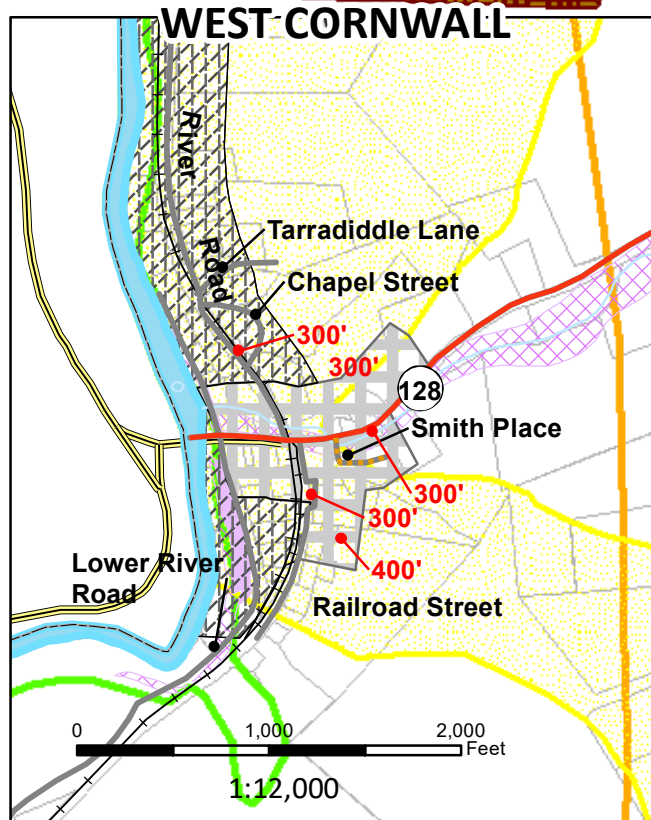 WEST CORNWALL
River
Road
Tarradiddle Lane
Chapel Street
300'
300'
128
Smith Place
300'
300'
400'
Lower River
Road
Railroad Street
0 1,000 2,000
Feet
1:12,000